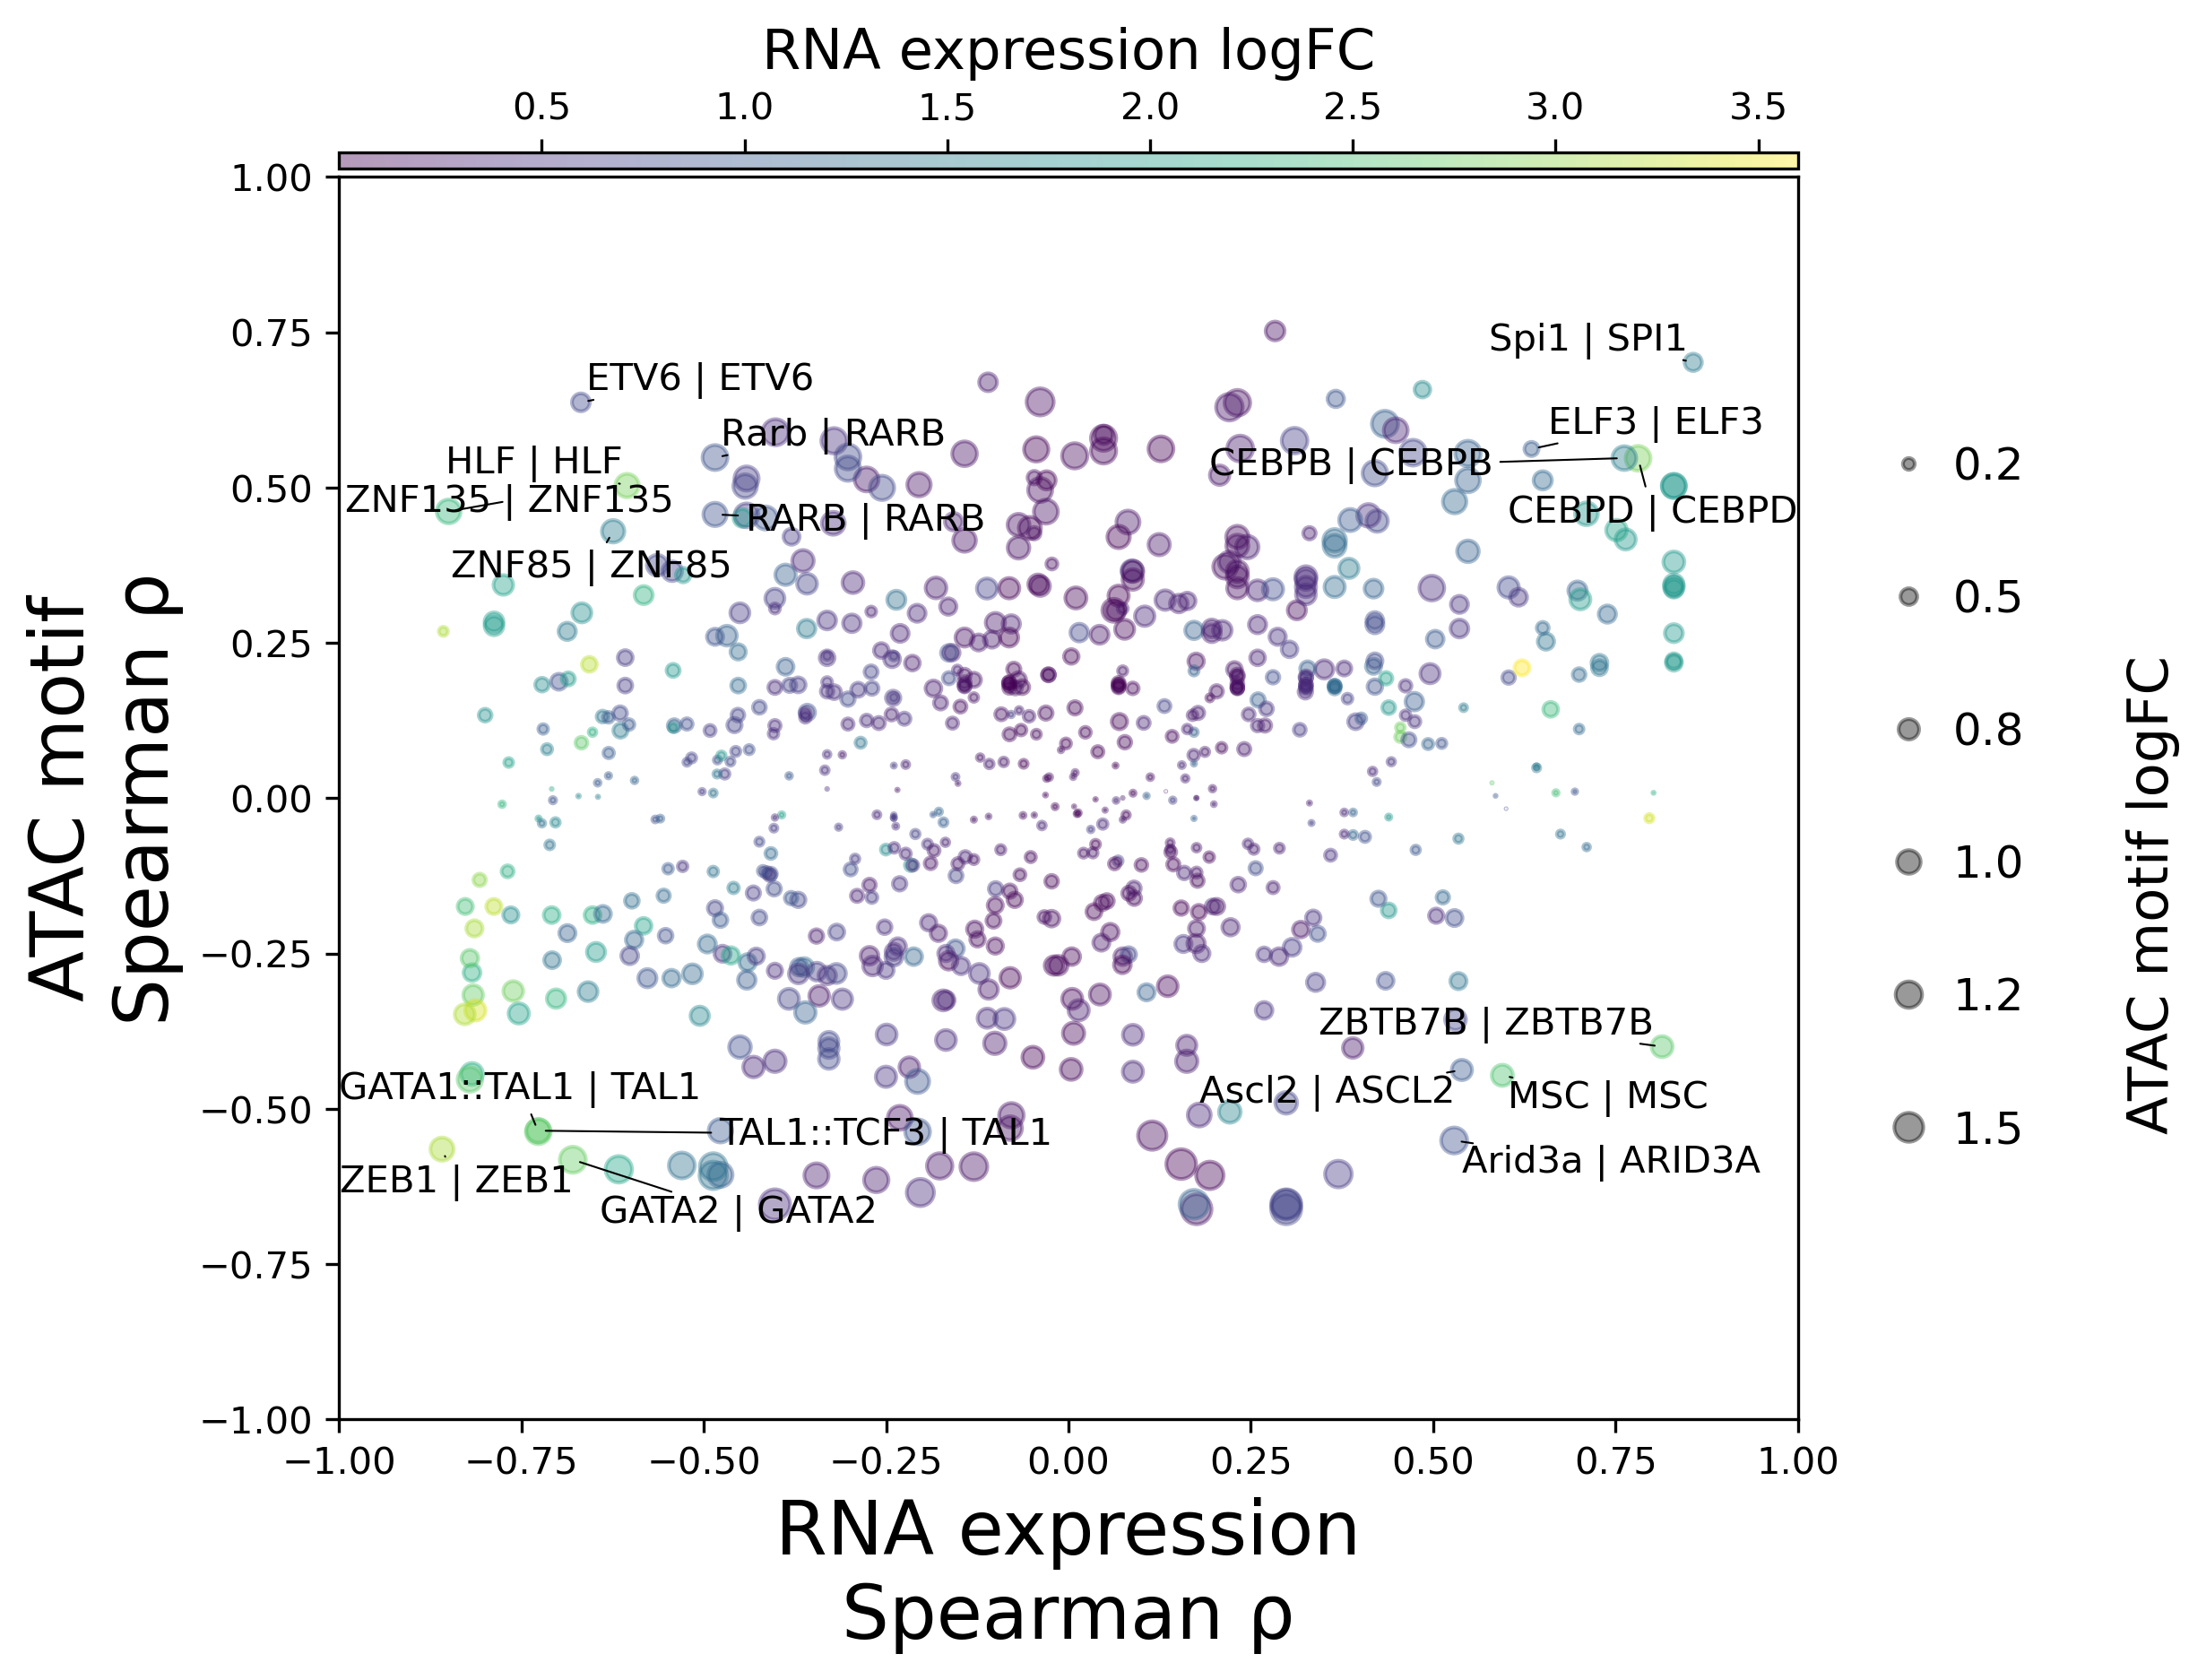 RNA expression logFC
0.5 1.0 1.5 2.0 2.5 3.0 3.5
1.00
0.75
0.50
0.25
0.00
−0.25
−0.50
−0.75
−1.00
ATAC motif
Spearman ρ
Spi1 | SPI1
ETV6 | ETV6
ELF3 | ELF3
Rarb | RARB
HLF | HLF
CEBPB | CEBPB
ZNF135 | ZNF135
CEBPD | CEBPD
RARB | RARB
ZNF85 | ZNF85
ZBTB7B | ZBTB7B
GATA1::TAL1 | TAL1
Ascl2 | ASCL2
MSC | MSC
TAL1::TCF3 | TAL1
Arid3a | ARID3A
ZEB1 | ZEB1
GATA2 | GATA2
−1.00 −0.75 −0.50 −0.25 0.00 0.25 0.50 0.75 1.00
RNA expression
Spearman ρ
0.2
0.5
0.8
1.0
1.2
1.5
ATAC motif logFC